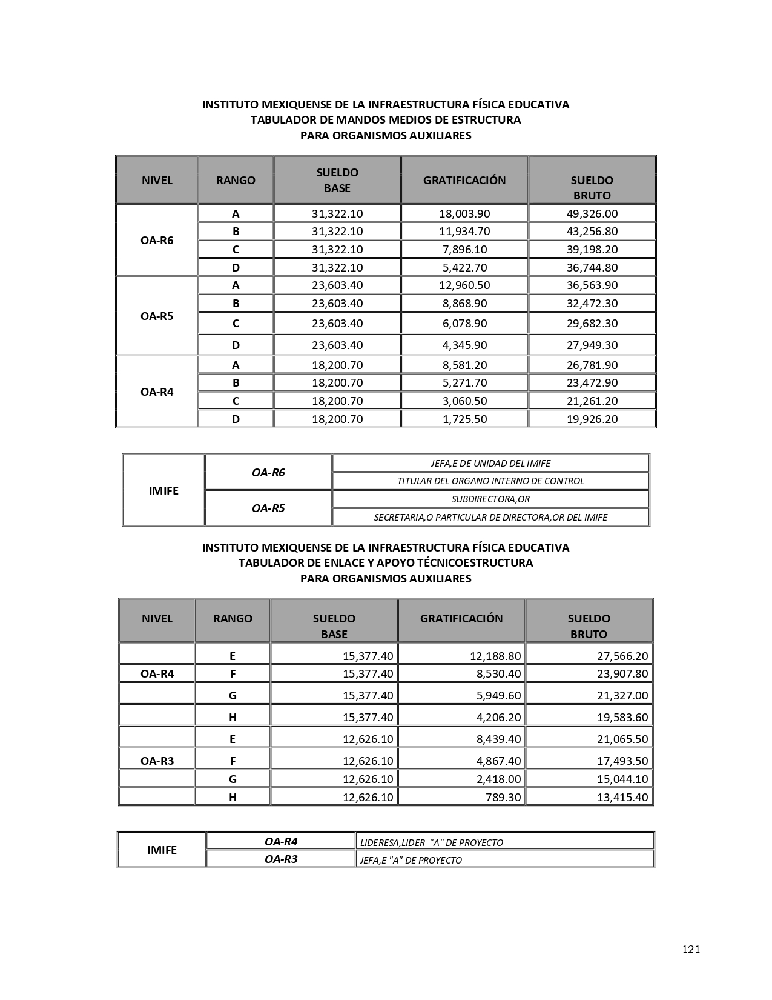 INSTITUTO MEXIQUENSE DE LA INFRAESTRUCTURA FÍSICA EDUCATIVA
TABULADOR DE MANDOS MEDIOS DE ESTRUCTURA
PARA ORGANISMOS AUXILIARES
NIVEL RANGO SUELDO BASE GRATIFICACIÓN SUELDO BRUTO
OA-R6
A 31,322.10 18,003.90 49,326.00
B 31,322.10 11,934.70 43,256.80
C 31,322.10 7,896.10 39,198.20
D 31,322.10 5,422.70 36,744.80
OA-R5
A 23,603.40 12,960.50 36,563.90
B 23,603.40 8,868.90 32,472.30
C 23,603.40 6,078.90 29,682.30
D 23,603.40 4,345.90 27,949.30
OA-R4
A 18,200.70 8,581.20 26,781.90
B 18,200.70 5,271.70 23,472.90
C 18,200.70 3,060.50 21,261.20
D 18,200.70 1,725.50 19,926.20
IMIFE
OA-R6
JEFA,E DE UNIDAD DEL IMIFE
TITULAR DEL ORGANO INTERNO DE CONTROL
OA-R5
SUBDIRECTORA,OR
SECRETARIA,O PARTICULAR DE DIRECTORA,OR DEL IMIFE
INSTITUTO MEXIQUENSE DE LA INFRAESTRUCTURA FÍSICA EDUCATIVA
TABULADOR DE ENLACE Y APOYO TÉCNICOESTRUCTURA
PARA ORGANISMOS AUXILIARES
NIVEL RANGO SUELDO BASE GRATIFICACIÓN SUELDO BRUTO
E 15,377.40 12,188.80 27,566.20
OA-R4 F 15,377.40 8,530.40 23,907.80
G 15,377.40 5,949.60 21,327.00
H 15,377.40 4,206.20 19,583.60
E 12,626.10 8,439.40 21,065.50
OA-R3 F 12,626.10 4,867.40 17,493.50
G 12,626.10 2,418.00 15,044.10
H 12,626.10 789.30 13,415.40
IMIFE
OA-R4 LIDERESA,LIDER "A" DE PROYECTO
OA-R3 JEFA,E "A" DE PROYECTO
121